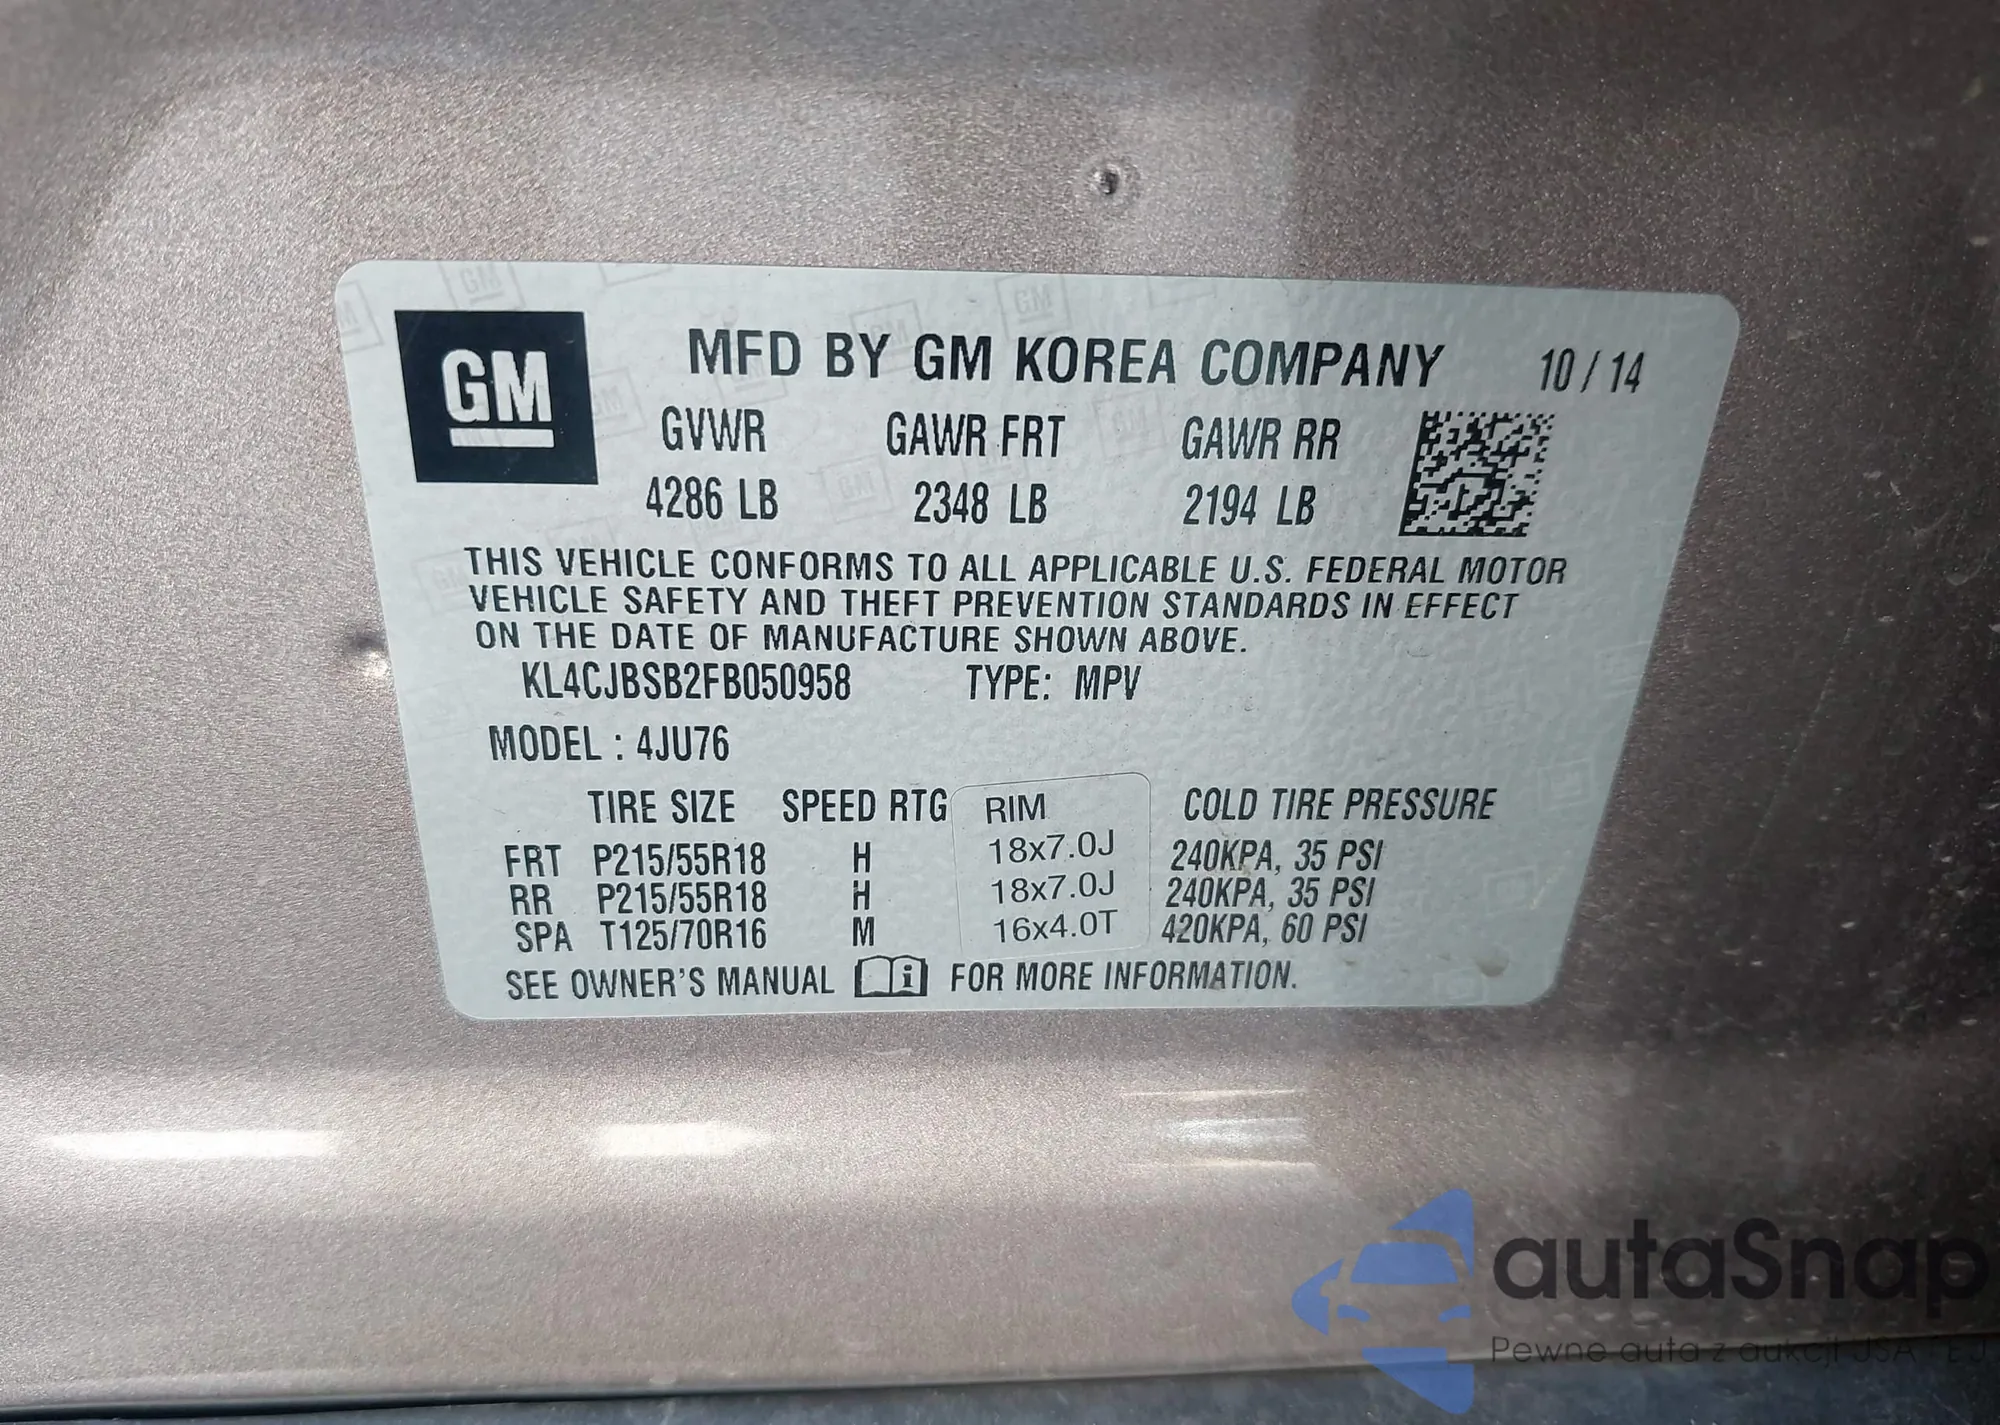 GM
MFD BY GM KOREA COMPANY 10 / 14
GVWR GAWR FRT GAWR RR
4286 LB 2348 LB 2194 LB
THIS VEHICLE CONFORMS TO ALL APPLICABLE U.S. FEDERAL MOTOR
VEHICLE SAFETY AND THEFT PREVENTION STANDARDS IN EFFECT
ON THE DATE OF MANUFACTURE SHOWN ABOVE.
KL4CJBSB2FB050958 TYPE: MPV
MODEL : 4JU76
TIRE SIZE SPEED RTG RIM COLD TIRE PRESSURE
FRT P215/55R18 H 18x7.0J 240KPA, 35 PSI
RR P215/55R18 H 18x7.0J 240KPA, 35 PSI
SPA T125/70R16 M 16x4.0T 420KPA, 60 PSI
SEE OWNER'S MANUAL i FOR MORE INFORMATION.
autaSnap
Pewne auta z aukcji USA